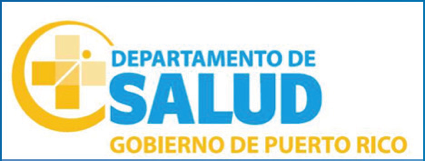 DEPARTAMENTO DE
SALUD
GOBIERNO DE PUERTO RICO